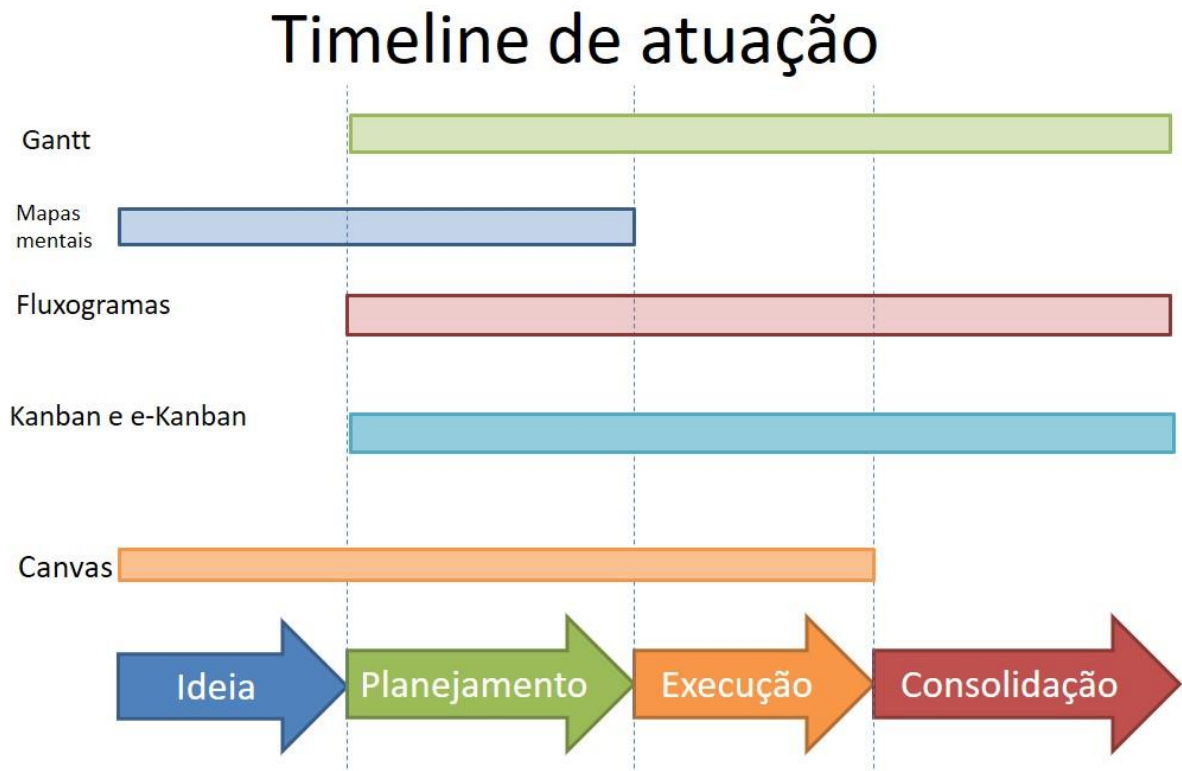 Timeline de atuação
Gantt
Mapas
mentais
Fluxogramas
Kanban e e-Kanban
Canvas
Ideia
Planejamento
Execução
Consolidação